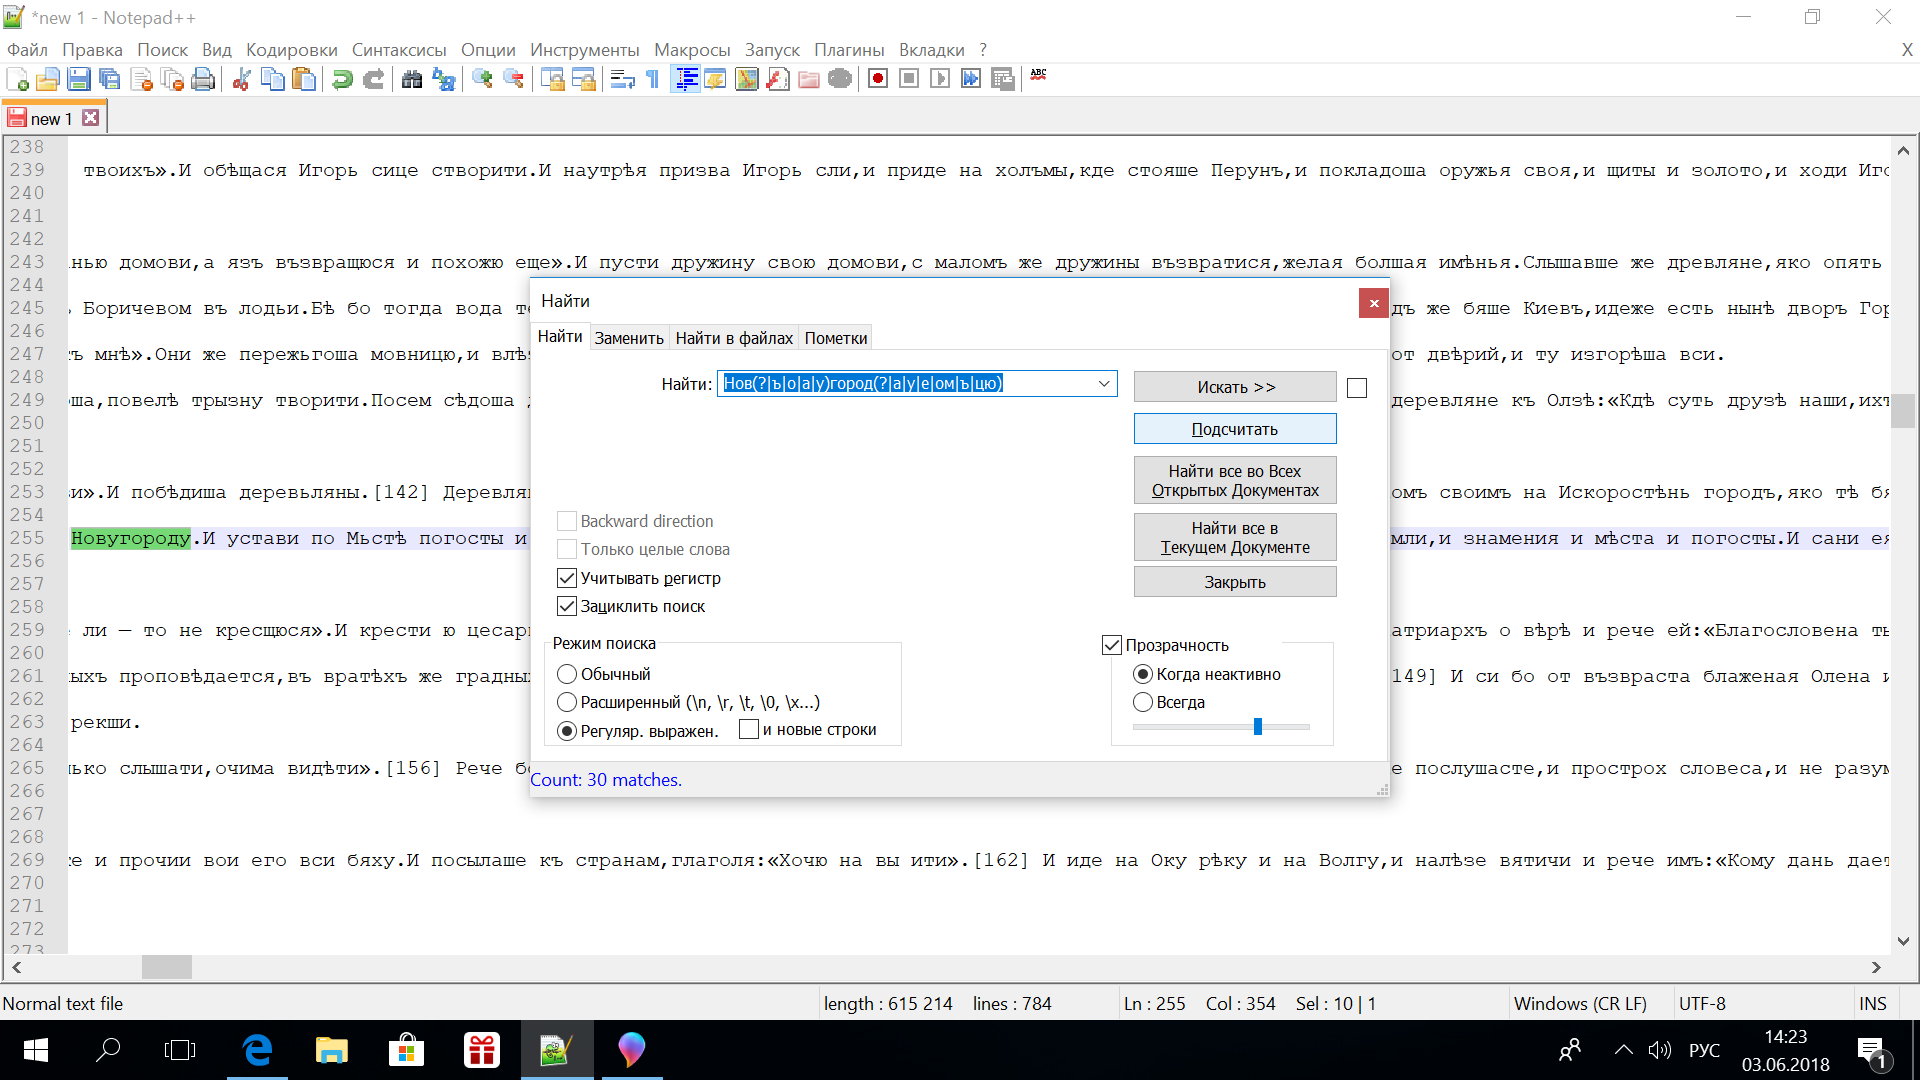 *new 1 - Notepad++
Файл Правка Поиск Вид Кодировки Синтаксисы Опции Инструменты Макросы Запуск Плагины Вкладки ? X
ABC
new 1
238
239 твоихъ».И обѣщася Игорь сице створити.И наутрѣя призва Игорь сли,и приде на холъмы,кде стояше Перунъ,и покладоша оружья своя,и щиты и золото,и ходи Иго
240
241
242
243 нью домови,а язъ възвращюся и похожю еще».И пусти дружину свою домови,с маломъ же дружины възвратися,желая болшая имѣнья.Слышавше же древляне,яко опять
244
245 Боричевом въ лодьи.Бѣ бо тогда вода т дъ же бяше Киевъ,идеже есть нынѣ дворъ Гор
246
247 ъ мнѣ».Они же пережьгоша мовницю,и влѣ от двѣрий,и ту изгорѣша вси.
248
249 ша,повелѣ трызну творити.Посем сѣдоша деревляне къ Олзѣ:«Кдѣ суть друзѣ наши,ихъ
250
251
252
253 зи».И побѣдиша деревьляны.[142] Деревля омъ своимъ на Искоростѣнь городъ,яко тѣ бя
254
255 Новугороду.И устави по Мьстѣ погосты и мли,и знамения и мѣста и погосты.И сани ея
256
257
258
259 ли — то не кресщюся».И крести ю цесар атриархъ о вѣрѣ и рече ей:«Благословена ты
260
261 ыхъ проповѣдается,въ вратѣхъ же градны 149] И си бо от възвраста блаженая Олена и
262
263 рекши.
264
265 ько слышати,очима видѣти».[156] Рече б е послушасте,и прострох словеса,и не разум
266
267
268
269 же и прочии вои его вси бяху.И посылаше къ странам,глаголя:«Хочю на вы ити».[162] И иде на Оку рѣку и на Волгу,и налѣзе вятичи и рече имъ:«Кому дань дает
270
271
272
273
Найти
Найти Заменить Найти в файлах Пометки
Найти: Нов(?|ъ|о|а|у)город(?|а|у|е|ом|ъ|цю)
Искать >>
Подсчитать
Найти все во Всех
Открытых Документах
Найти все в
Текущем Документе
Закрыть
Backward direction
Только целые слова
Учитывать регистр
Зациклить поиск
Режим поиска
Обычный
Расширенный (\n, \r, \t, \0, \x...)
Регуляр. выражен. и новые строки
Прозрачность
Когда неактивно
Всегда
Count: 30 matches.
Normal text file length : 615 214 lines : 784 Ln : 255 Col : 354 Sel : 10 | 1 Windows (CR LF) UTF-8 INS
РУС 14:23
03.06.2018
1